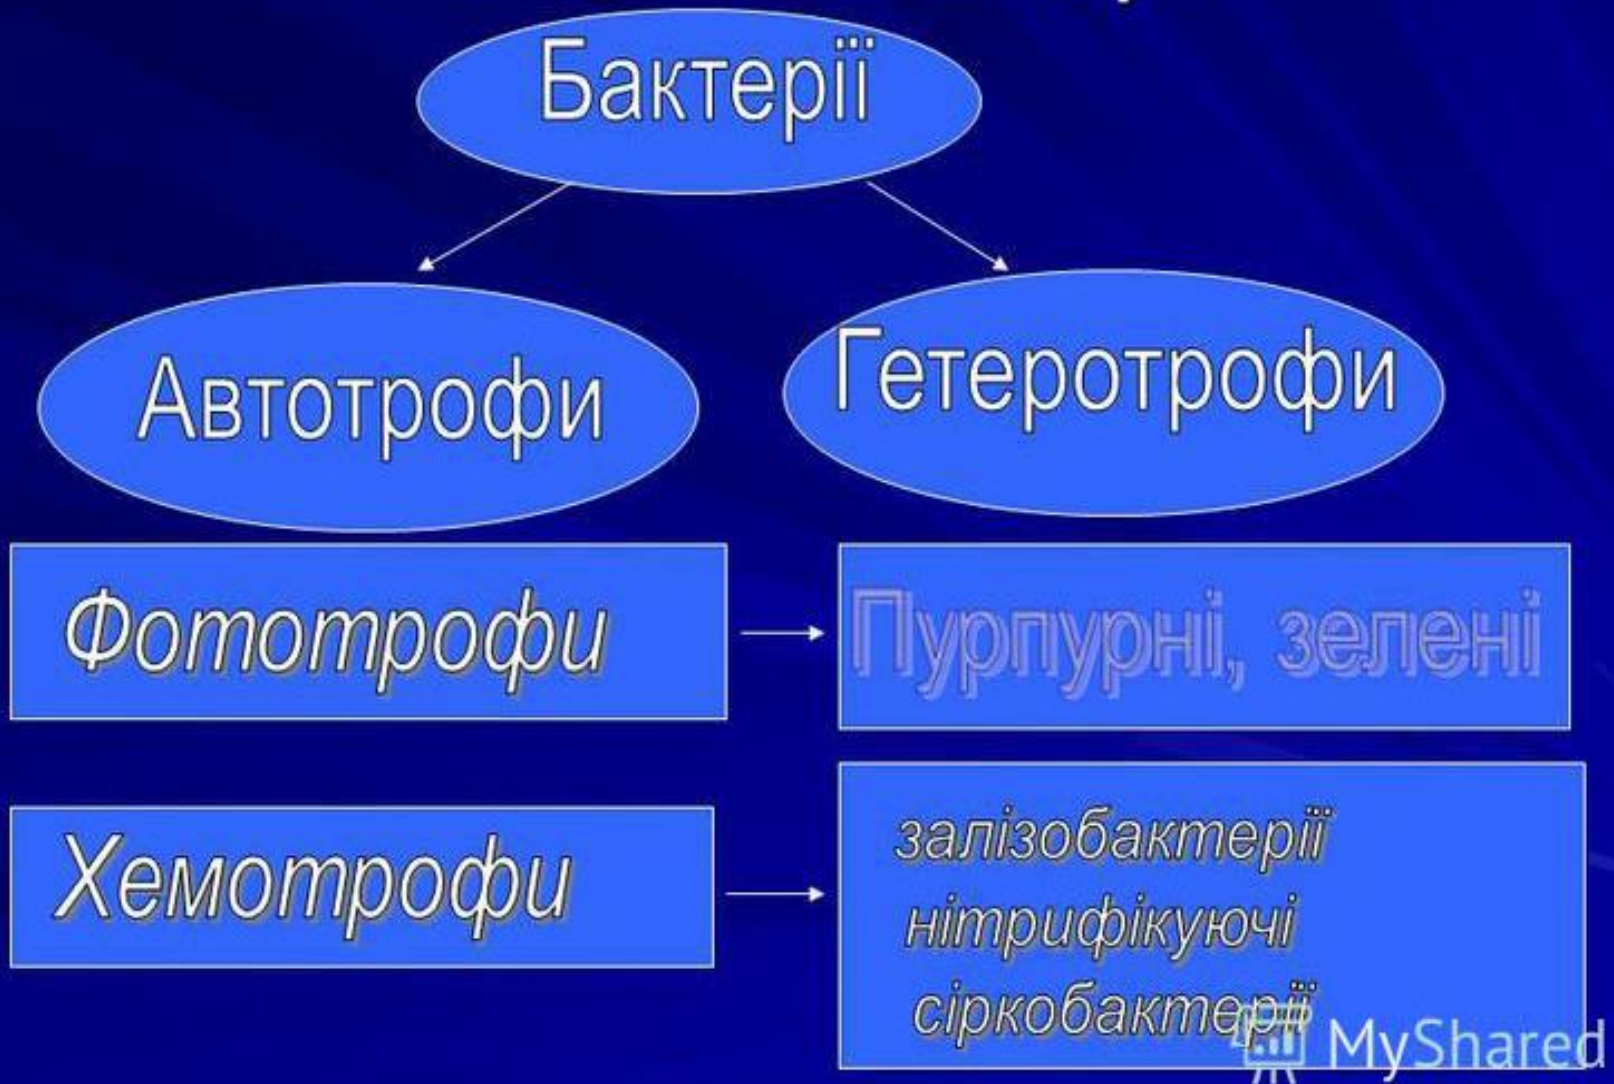 Бактерії
Автотрофи
Гетеротрофи
Фототрофи
Пурпурні, зелені
Хемотрофи
залізобактерії
нітрифікуючі
сіркобактерії
MyShared